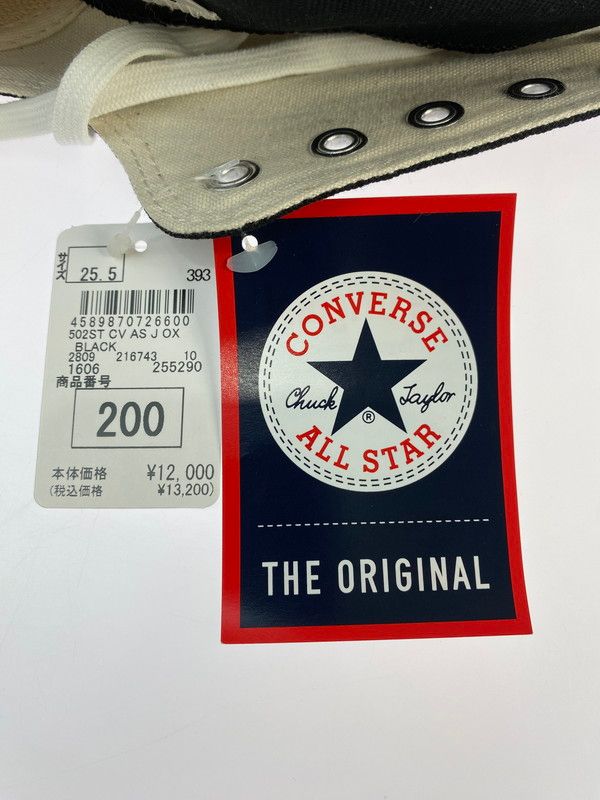 サイズ
25.5
393
4589870726600
502ST CV AS J OX
BLACK
2809 216743 10
1606 255290
商品番号
200
本体価格 ¥12,000
(税込価格 ¥13,200)
CONVERSE
Chuck Taylor
®
ALL STAR
THE ORIGINAL